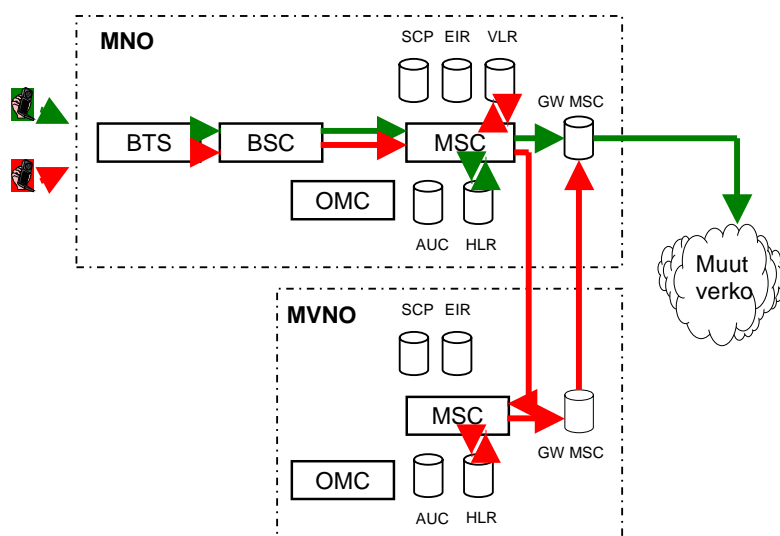 MNO
SCP EIR VLR
GW MSC
BTS BSC MSC
OMC
AUC HLR
Muut
verko
MVNO
SCP EIR
MSC
GW MSC
OMC
AUC HLR